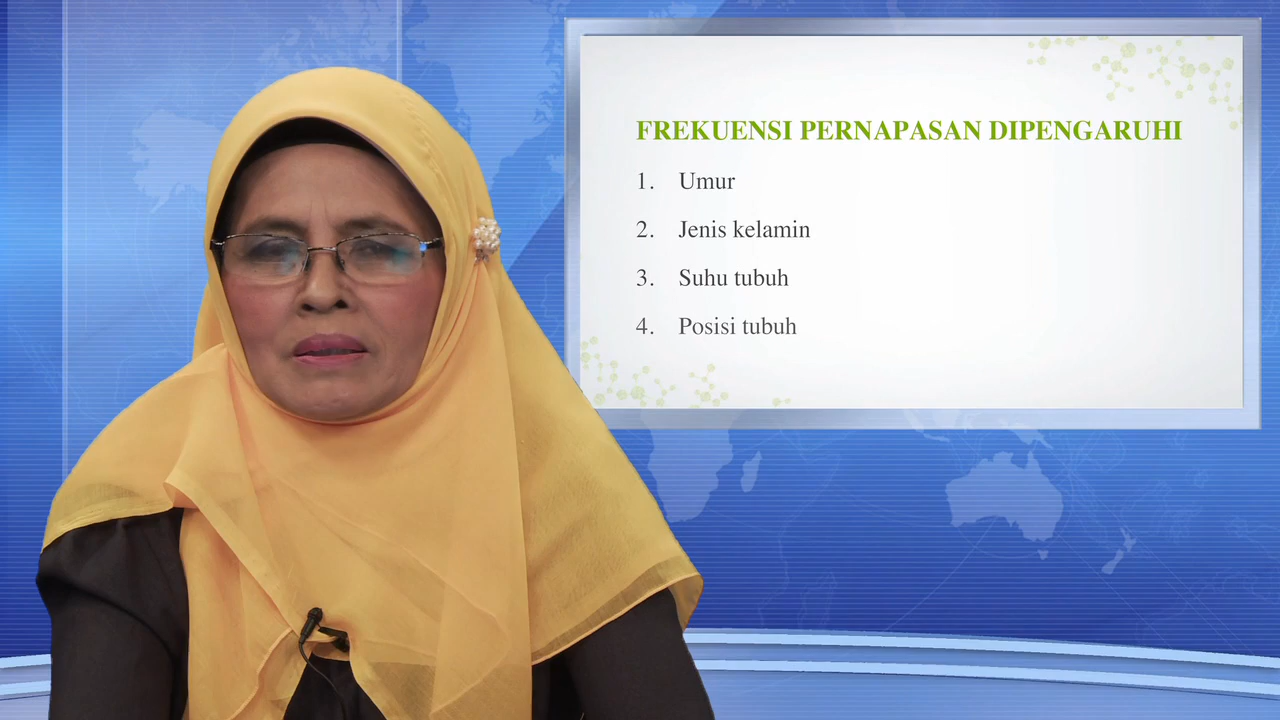 FREKUENSI PERNAPASAN DIPENGARUHI
1. Umur
2. Jenis kelamin
3. Suhu tubuh
4. Posisi tubuh